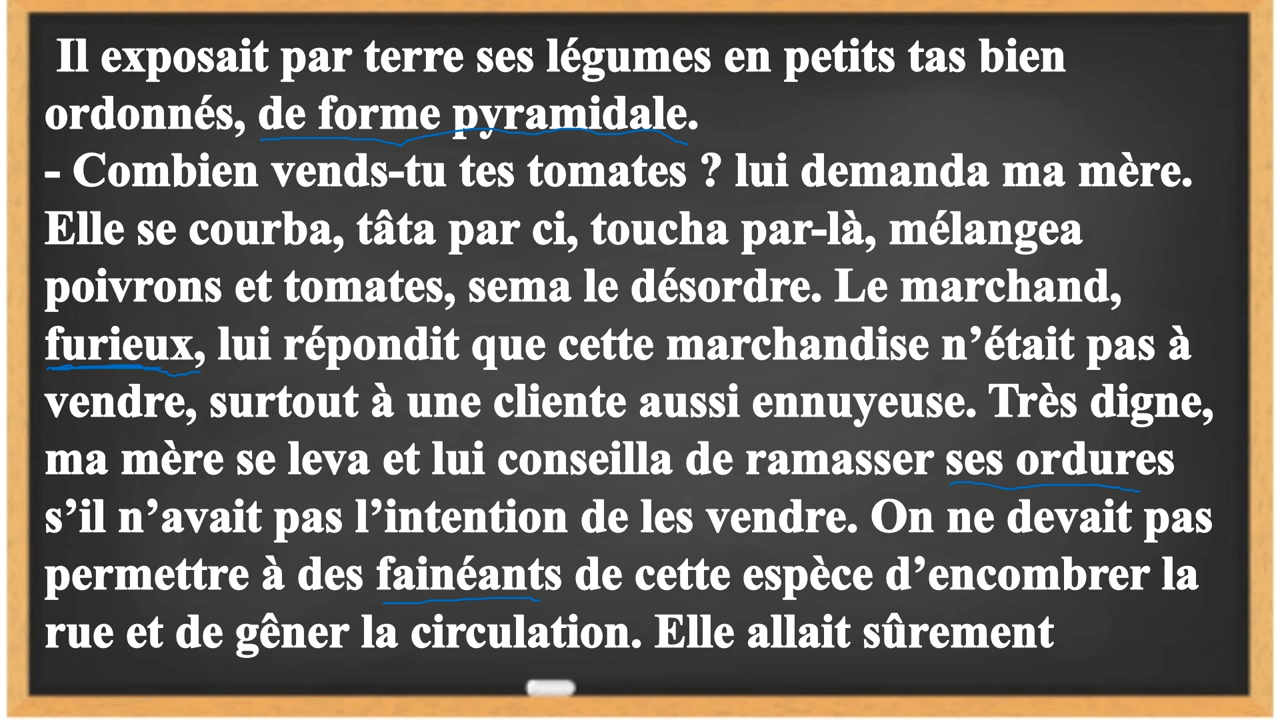 Il exposait par terre ses légumes en petits tas bien
ordonnés, de forme pyramidale.
- Combien vends-tu tes tomates ? lui demanda ma mère.
Elle se courba, tâta par ci, toucha par-là, mélangea
poivrons et tomates, sema le désordre. Le marchand,
furieux, lui répondit que cette marchandise n’était pas à
vendre, surtout à une cliente aussi ennuyeuse. Très digne,
ma mère se leva et lui conseilla de ramasser ses ordures
s’il n’avait pas l’intention de les vendre. On ne devait pas
permettre à des fainéants de cette espèce d’encombrer la
rue et de gêner la circulation. Elle allait sûrement